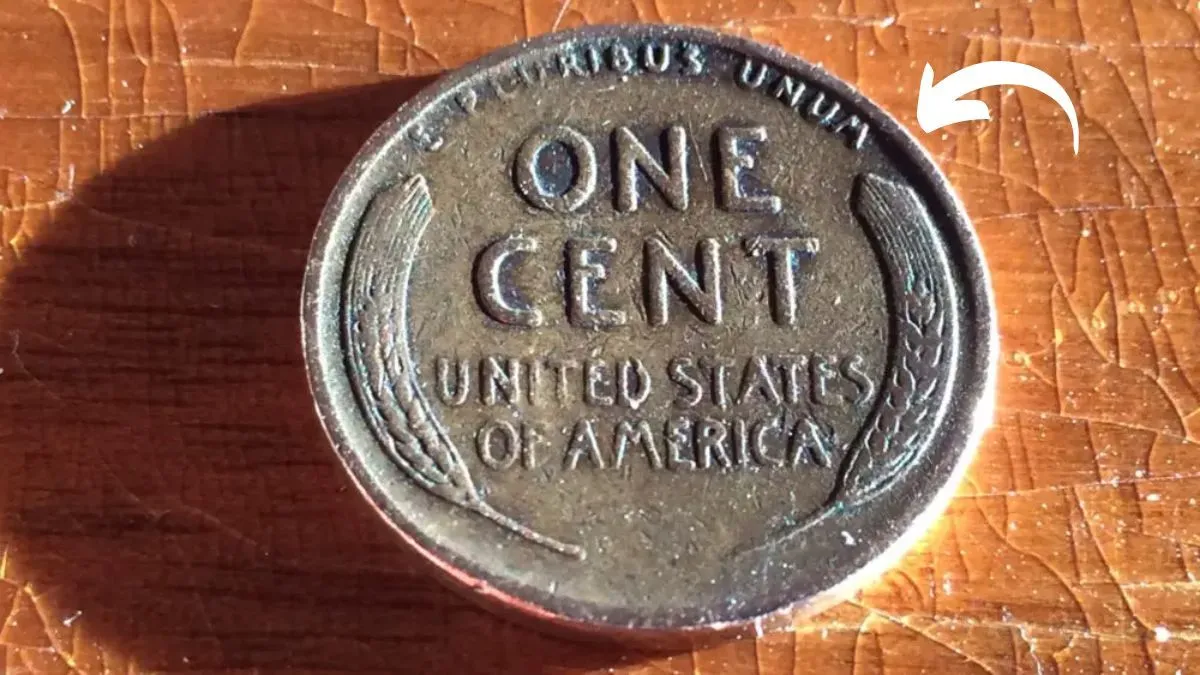 E PLURIBUS UNUM
ONE
CENT
UNITED STATES
OF AMERICA